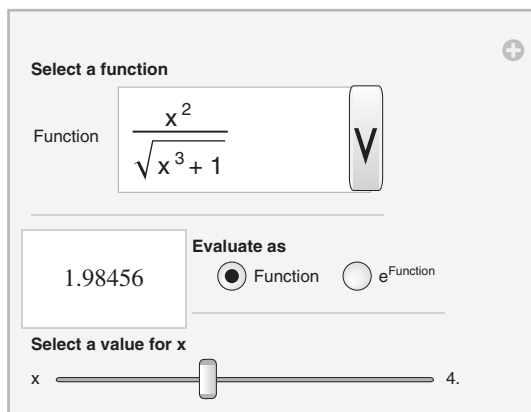 Select a function
Function x² / √(x³ + 1) V
1.98456
Evaluate as
Function e^Function
Select a value for x
x 4.